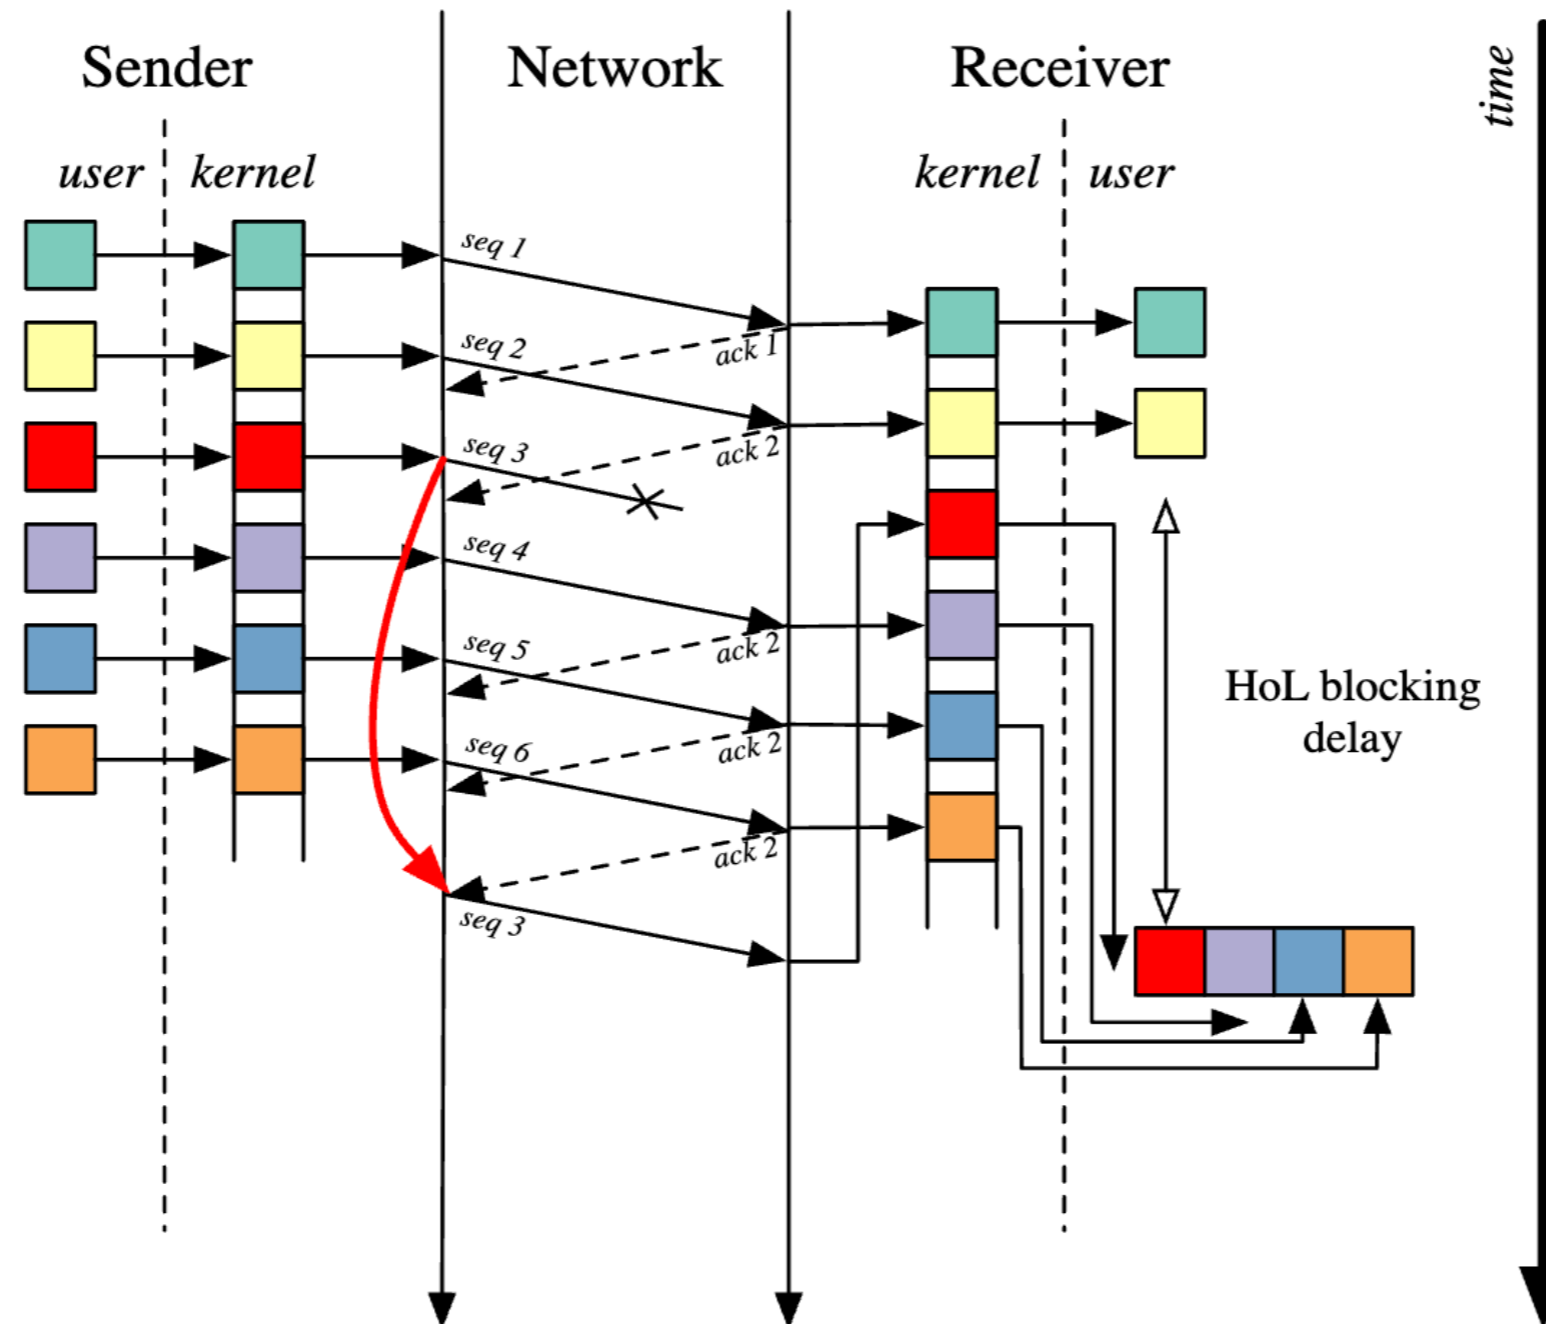 Sender
Network
Receiver
time
user
kernel
kernel
user
seq 1
ack 1
seq 2
ack 2
seq 3
seq 4
ack 2
seq 5
ack 2
seq 6
ack 2
seq 3
HoL blocking
delay